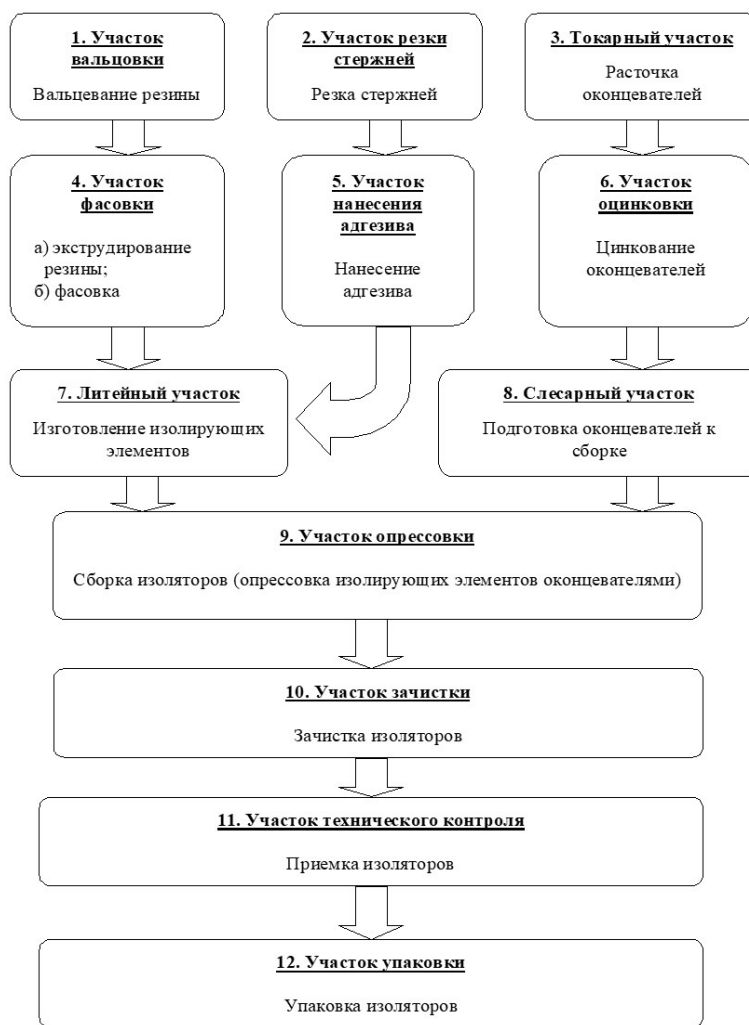 1. Участок
вальцовки
Вальцевание резины
2. Участок резки
стержней
Резка стержней
3. Токарный участок
Расточка
оконцевателей
4. Участок
фасовки
а) экструдирование
резины;
б) фасовка
5. Участок
нанесения
адгезива
Нанесение
адгезива
6. Участок
оцинковки
Цинкование
оконцевателей
7. Литейный участок
Изготовление изолирующих
элементов
8. Слесарный участок
Подготовка оконцевателей к
сборке
9. Участок опрессовки
Сборка изоляторов (опрессовка изолирующих элементов оконцевателями)
10. Участок зачистки
Зачистка изоляторов
11. Участок технического контроля
Приемка изоляторов
12. Участок упаковки
Упаковка изоляторов